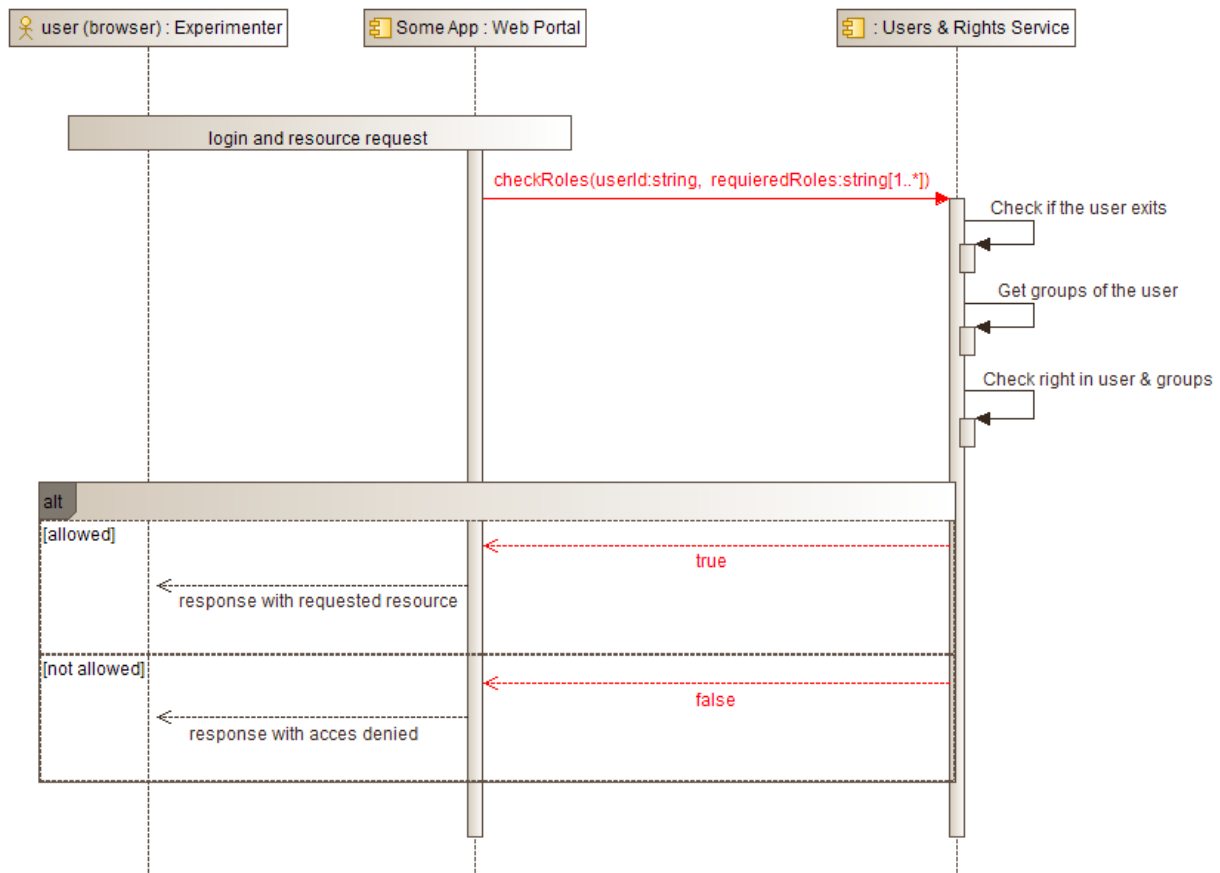 user (browser) : Experimenter
Some App : Web Portal
: Users & Rights Service
login and resource request
checkRoles(userId:string, requieredRoles:string[1..*])
Check if the user exits
Get groups of the user
Check right in user & groups
alt
[allowed]
true
response with requested resource
[not allowed]
false
response with acces denied